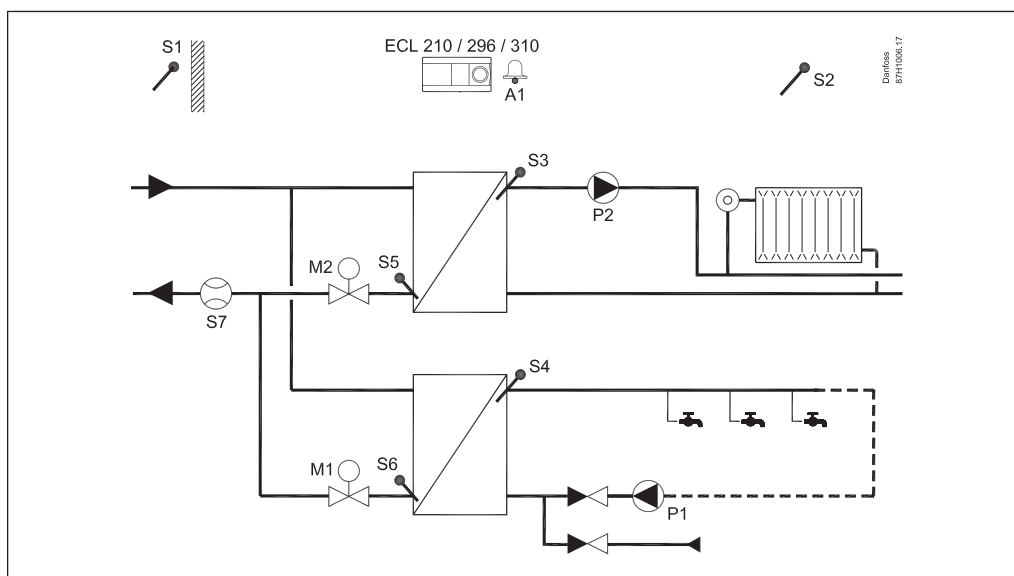 S1
ECL 210 / 296 / 310
A1
S2
Danfoss
87H1006.17
S3
P2
M2
S5
S7
S4
M1
S6
P1